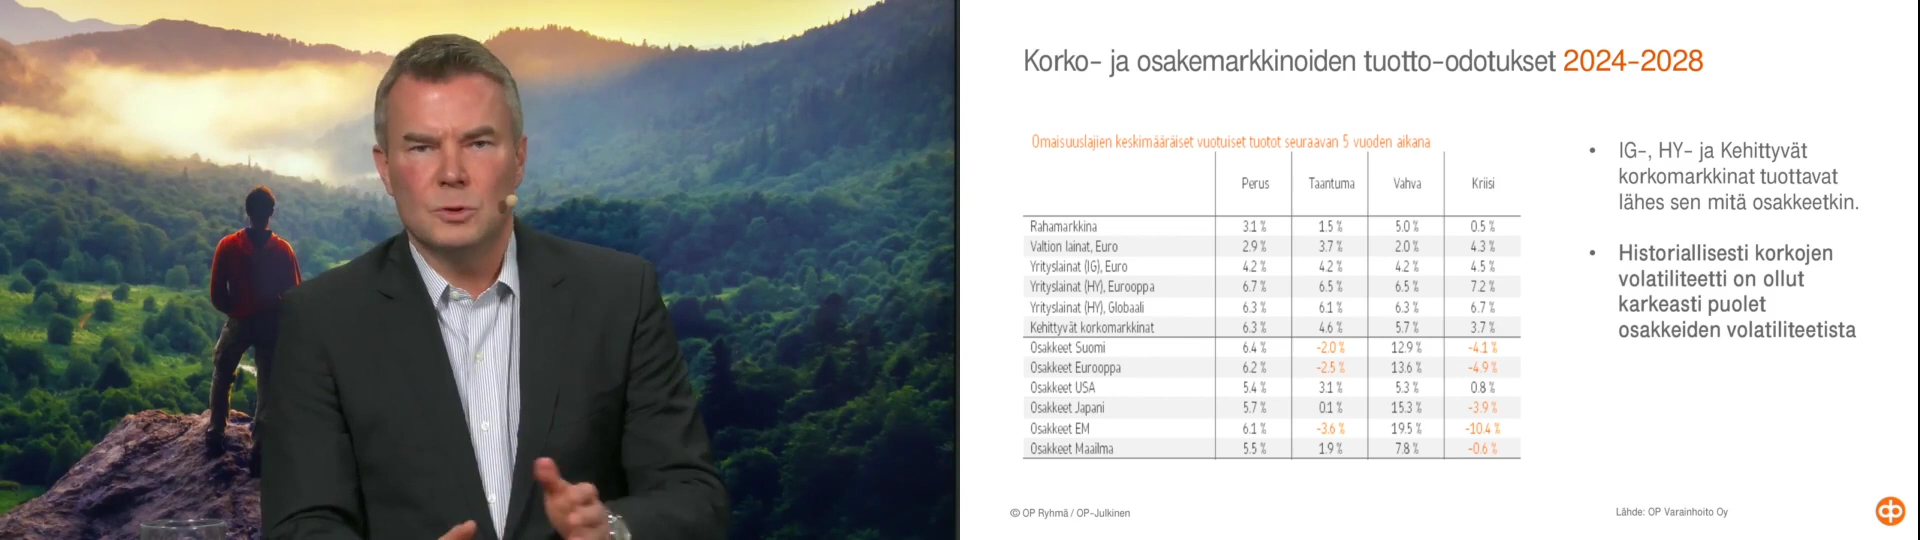 Korko- ja osakemarkkinoiden tuotto-odotukset 2024-2028
Omaisuuslajien keskimääräiset vuotuiset tuotot seuraavan 5 vuoden aikana
Perus Taantuma Vahva Kriisi
Rahamarkkina 3.1 % 1.5 % 5.0 % 0.5 %
Valtion lainat, Euro 2.9 % 3.7 % 2.0 % 4.3 %
Yrityslainat (IG), Euro 4.2 % 4.2 % 4.2 % 4.5 %
Yrityslainat (HY), Eurooppa 6.7 % 6.5 % 6.5 % 7.2 %
Yrityslainat (HY), Globaali 6.3 % 6.1 % 6.3 % 6.7 %
Kehittyvät korkomarkkinat 6.3 % 4.6 % 5.7 % 3.7 %
Osakkeet Suomi 6.4 % -2.0 % 12.9 % -4.1 %
Osakkeet Eurooppa 6.2 % -2.5 % 13.6 % -4.9 %
Osakkeet USA 5.4 % 3.1 % 5.3 % 0.8 %
Osakkeet Japani 5.7 % 0.1 % 15.3 % -3.9 %
Osakkeet EM 6.1 % -3.6 % 19.5 % -10.4 %
Osakkeet Maailma 5.5 % 1.9 % 7.8 % -0.6 %
• IG-, HY- ja Kehittyvät
korkomarkkinat tuottavat
lähes sen mitä osakkeetkin.
• Historiallisesti korkojen
volatiliteetti on ollut
karkeasti puolet
osakkeiden volatiliteetista
© OP Ryhmä / OP-Julkinen
Lähde: OP Varainhoito Oy
op